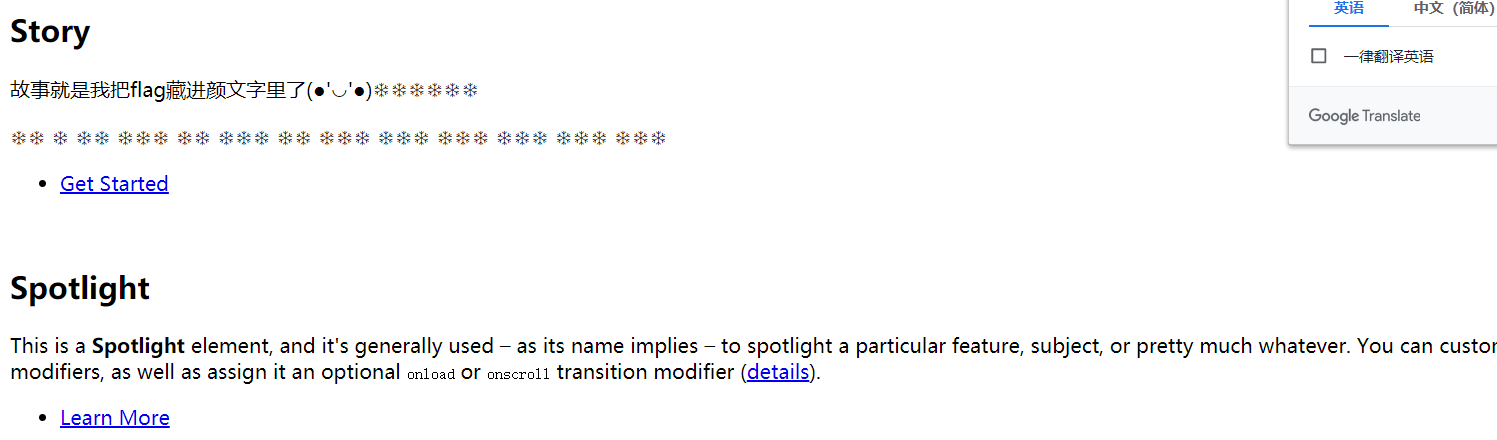 Story
英语 中文（简体）
故事就是我把flag藏进颜文字里了(●'◡'●)❄❄❄❄❄❄
一律翻译英语
Google Translate
❄❄ ❄ ❄❄ ❄❄❄ ❄❄ ❄❄❄ ❄❄ ❄❄❄ ❄❄❄ ❄❄❄ ❄❄❄ ❄❄❄ ❄❄❄
• Get Started
Spotlight
This is a Spotlight element, and it's generally used – as its name implies – to spotlight a particular feature, subject, or pretty much whatever. You can custor
modifiers, as well as assign it an optional onload or onscroll transition modifier (details).
• Learn More